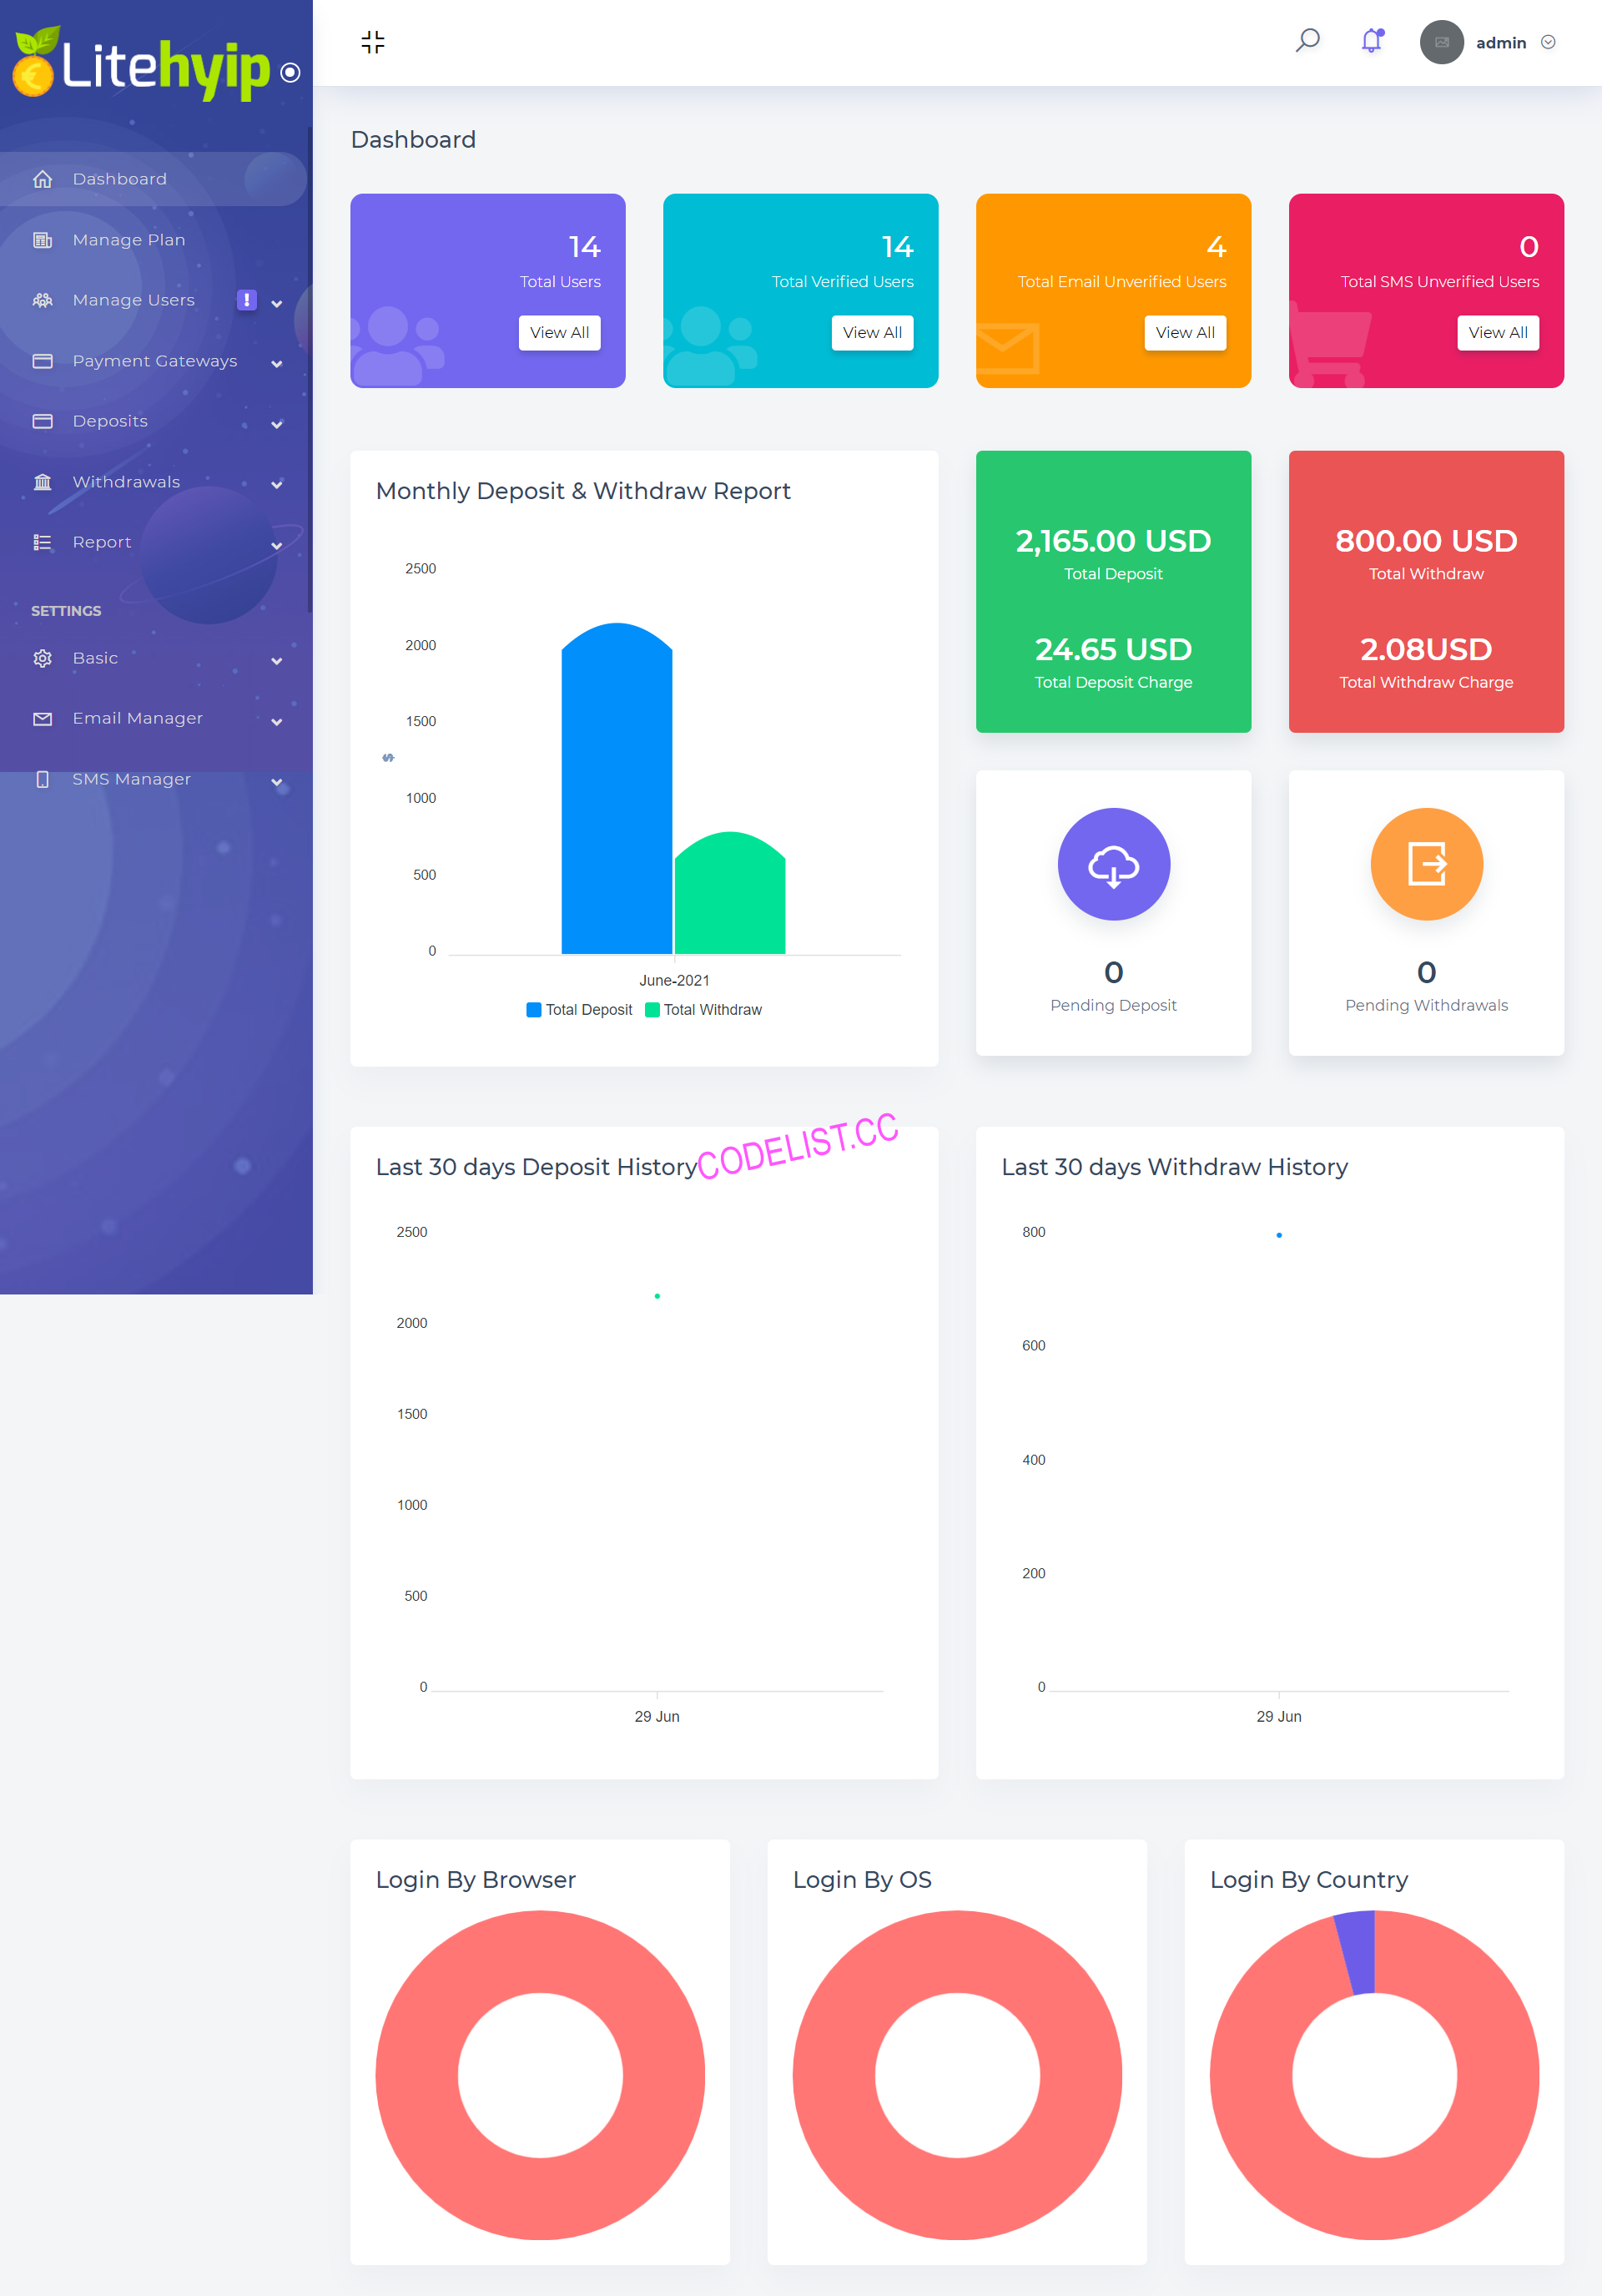 Litehyip
admin
Dashboard
Manage Plan
Manage Users
Payment Gateways
Deposits
Withdrawals
Report
SETTINGS
Basic
Email Manager
SMS Manager
Dashboard
14
Total Users
View All
14
Total Verified Users
View All
4
Total Email Unverified Users
View All
0
Total SMS Unverified Users
View All
Monthly Deposit & Withdraw Report
2500
2000
1500
1000
500
0
$
June-2021
Total Deposit Total Withdraw
2,165.00 USD
Total Deposit
24.65 USD
Total Deposit Charge
800.00 USD
Total Withdraw
2.08USD
Total Withdraw Charge
0
Pending Deposit
0
Pending Withdrawals
Last 30 days Deposit History
CODELIST.CC
2500
2000
1500
1000
500
0
29 Jun
Last 30 days Withdraw History
800
600
400
200
0
29 Jun
Login By Browser
Login By OS
Login By Country